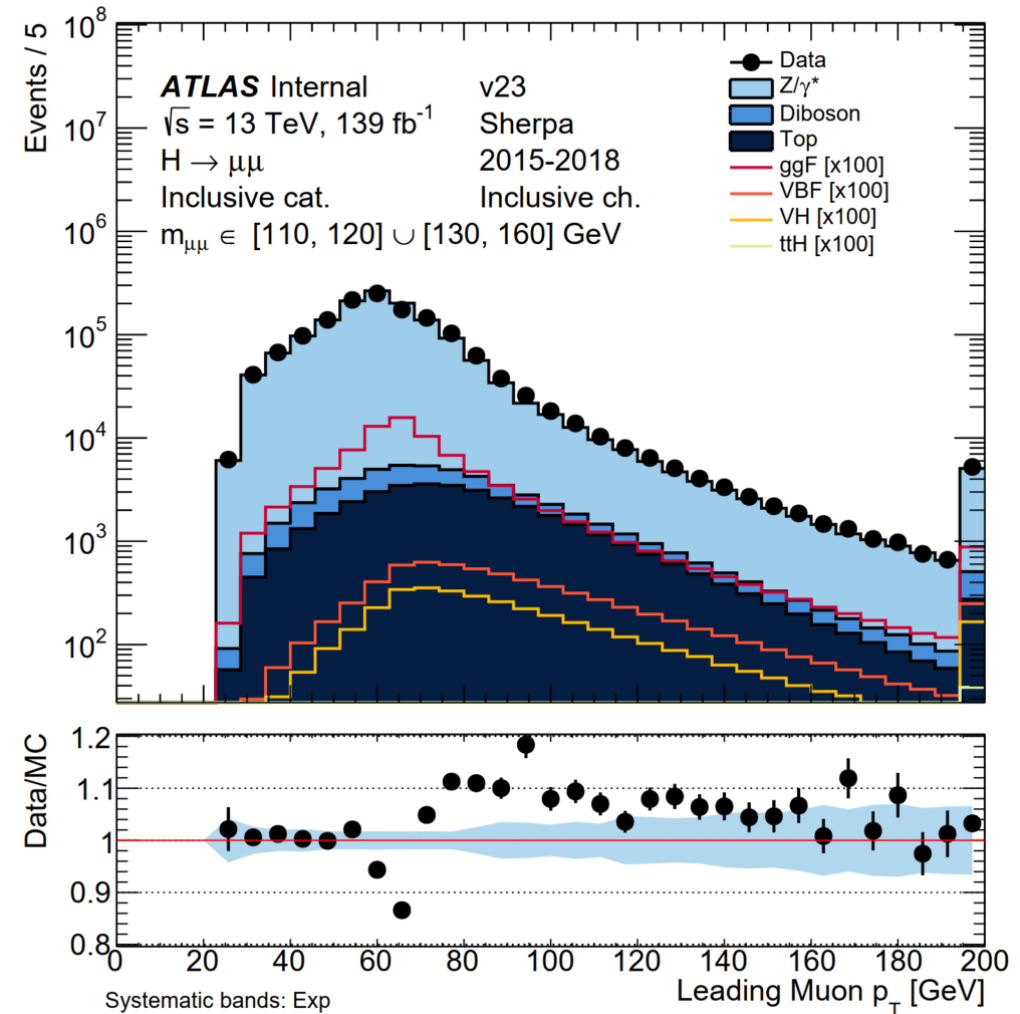 Events / 5
10⁸
10⁷
10⁶
10⁵
10⁴
10³
10²
ATLAS Internal
√s = 13 TeV, 139 fb⁻¹
H → μμ
Inclusive cat.
m_μμ ∈ [110, 120] ∪ [130, 160] GeV
v23
Sherpa
2015-2018
Inclusive ch.
Data
Z/γ*
Diboson
Top
ggF [x100]
VBF [x100]
VH [x100]
ttH [x100]
Data/MC
1.2
1.1
1
0.9
0.8
0 20 40 60 80 100 120 140 160 180 200
Leading Muon p_T [GeV]
Systematic bands: Exp